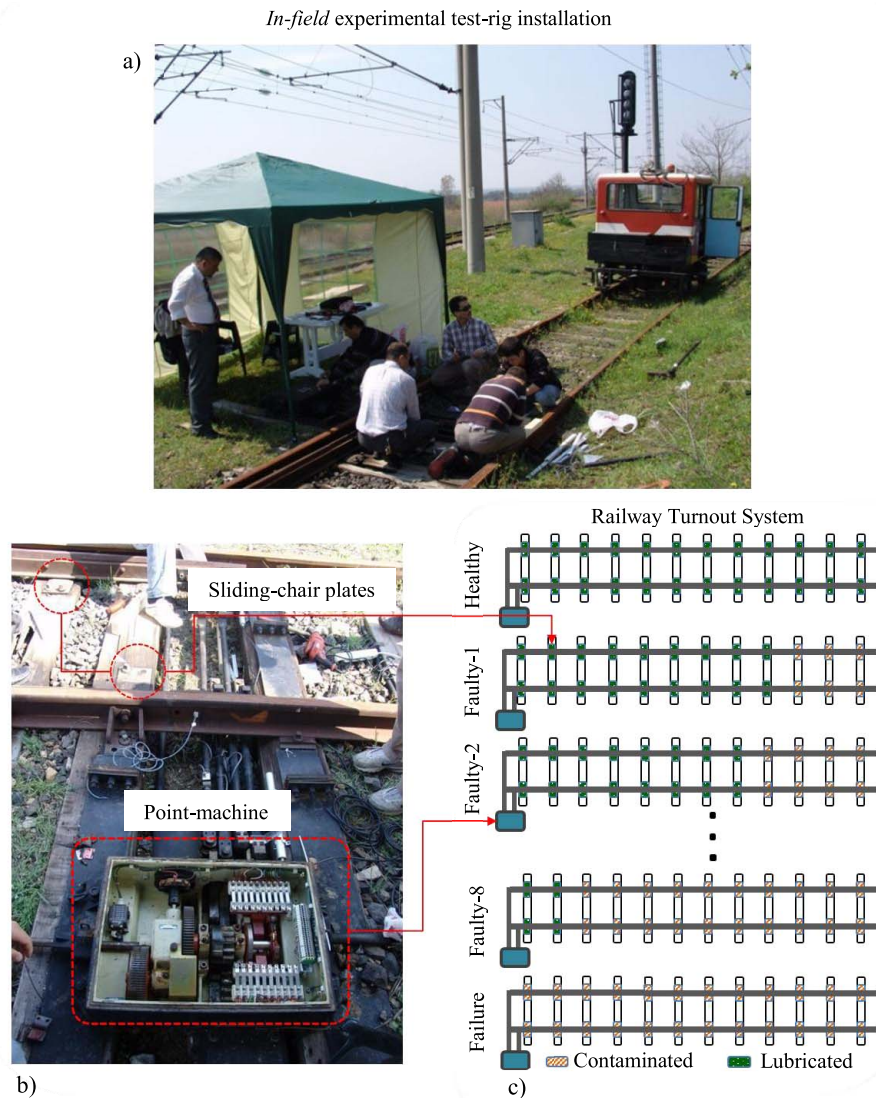 In-field experimental test-rig installation
a)
Railway Turnout System
Healthy
Sliding-chair plates
Faulty-1
Faulty-2
Point-machine
Faulty-8
Failure
Contaminated
Lubricated
b)
c)